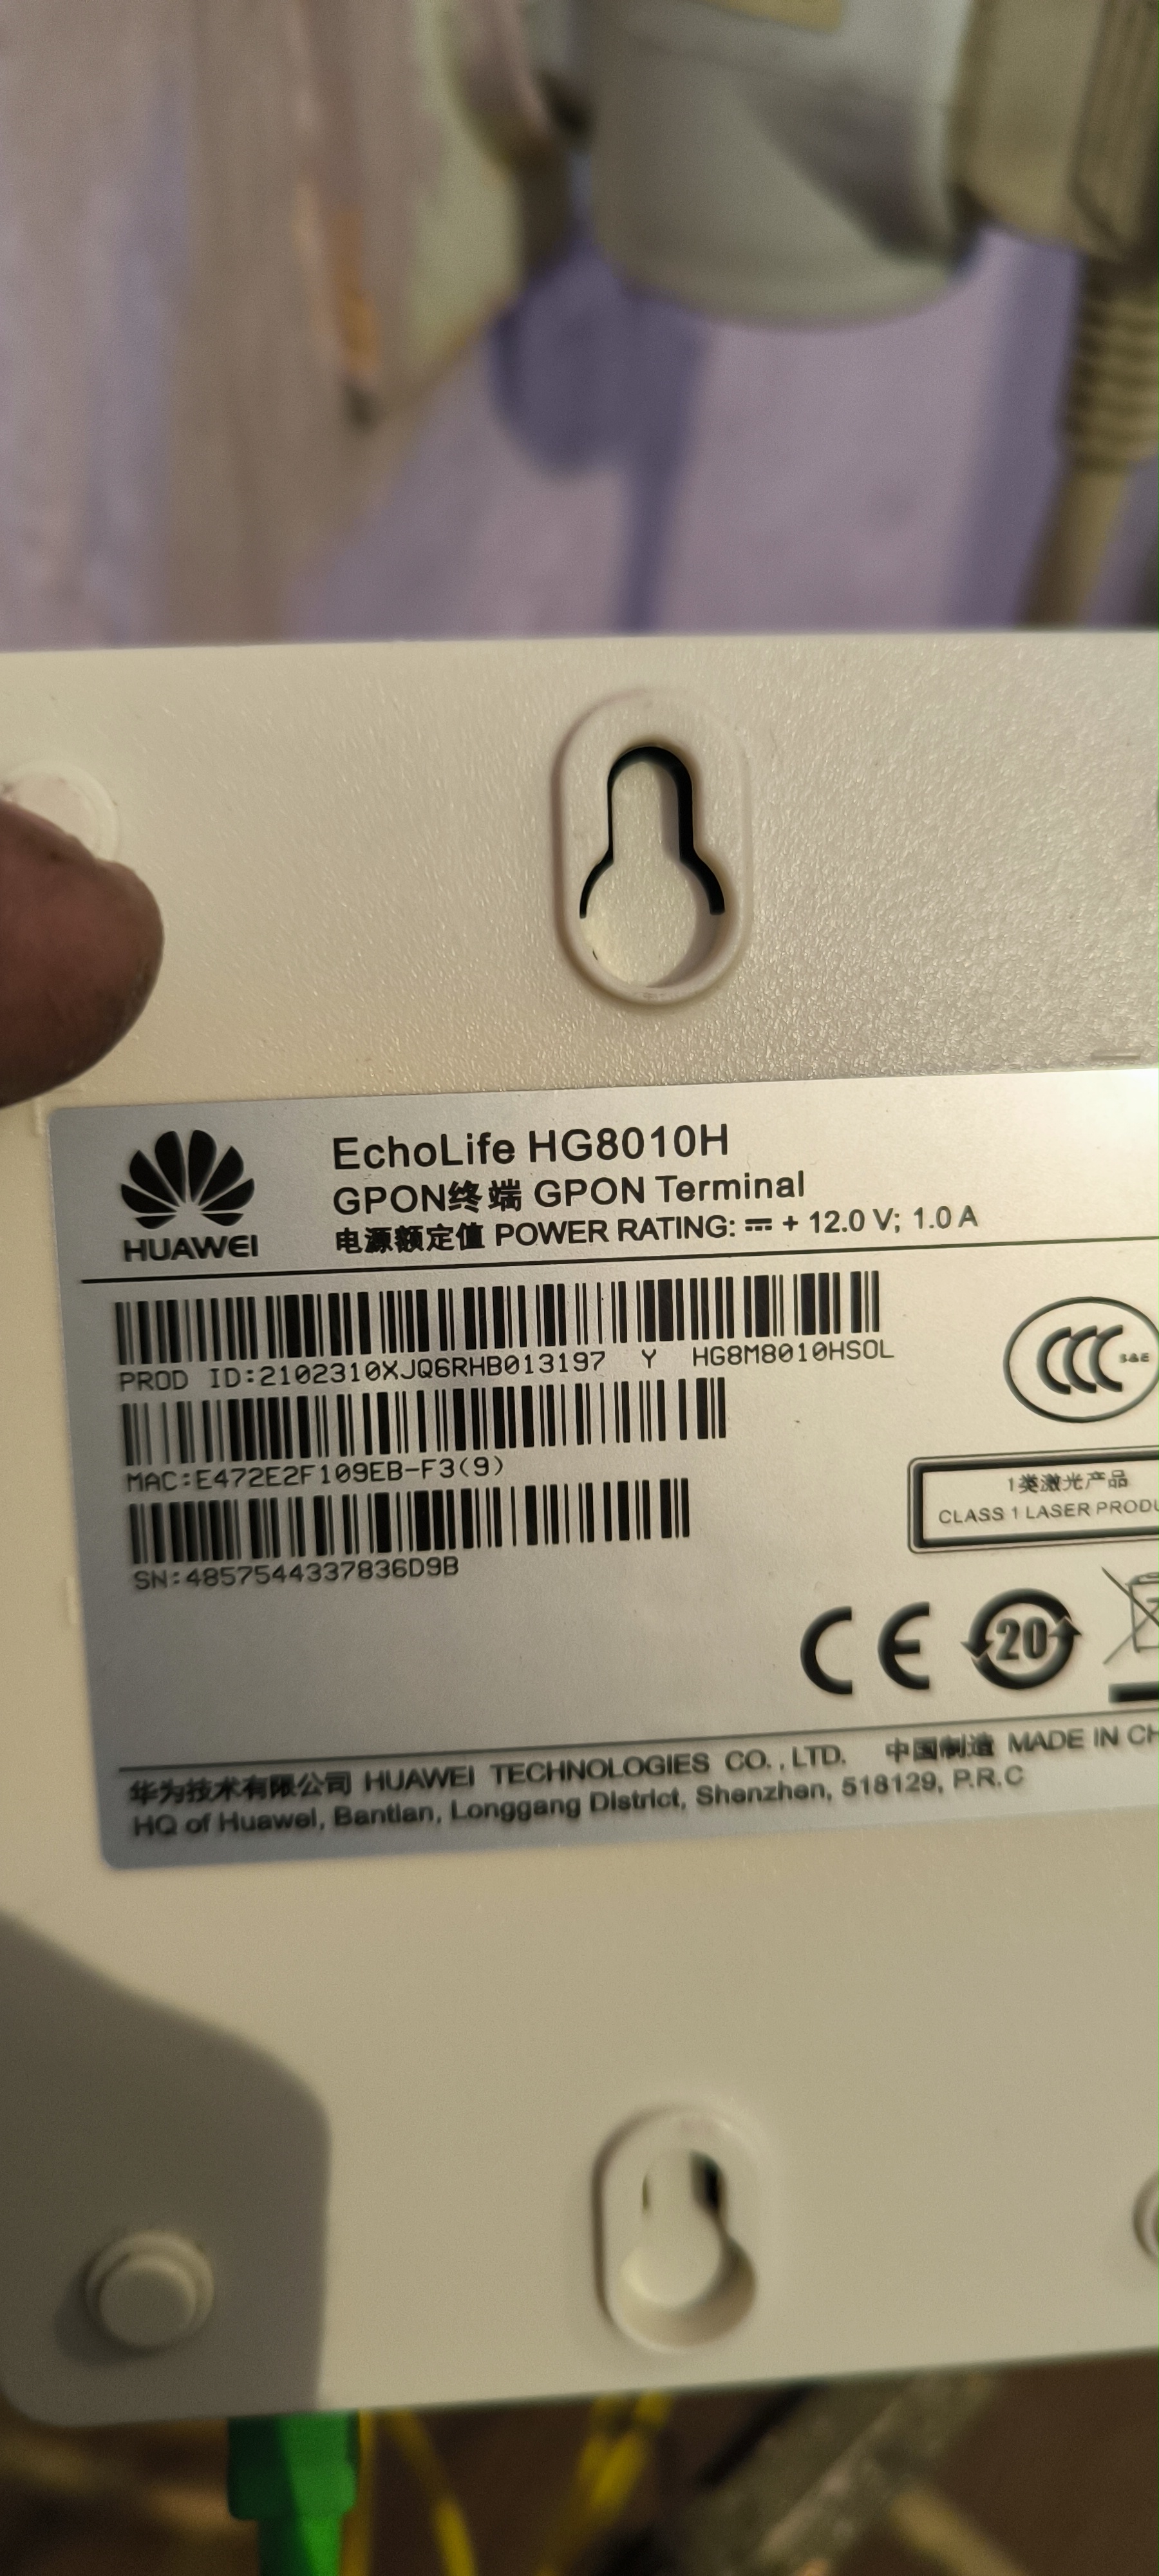 HUAWEI
EchoLife HG8010H
GPON终端 GPON Terminal
电源额定值 POWER RATING: ⎓ + 12.0 V; 1.0 A
PROD ID:2102310XJQ6RHB013197 Y HG8M8010HSOL
MAC:E472E2F109EB-F3(9)
SN:4857544337836D9B
CCC S&E
1类激光产品
CLASS 1 LASER PRODU
CE 20
华为技术有限公司 HUAWEI TECHNOLOGIES CO.,LTD. 中国制造 MADE IN CH
HQ of Huawei, Bantian, Longgang District, Shenzhen, 518129, P.R.C